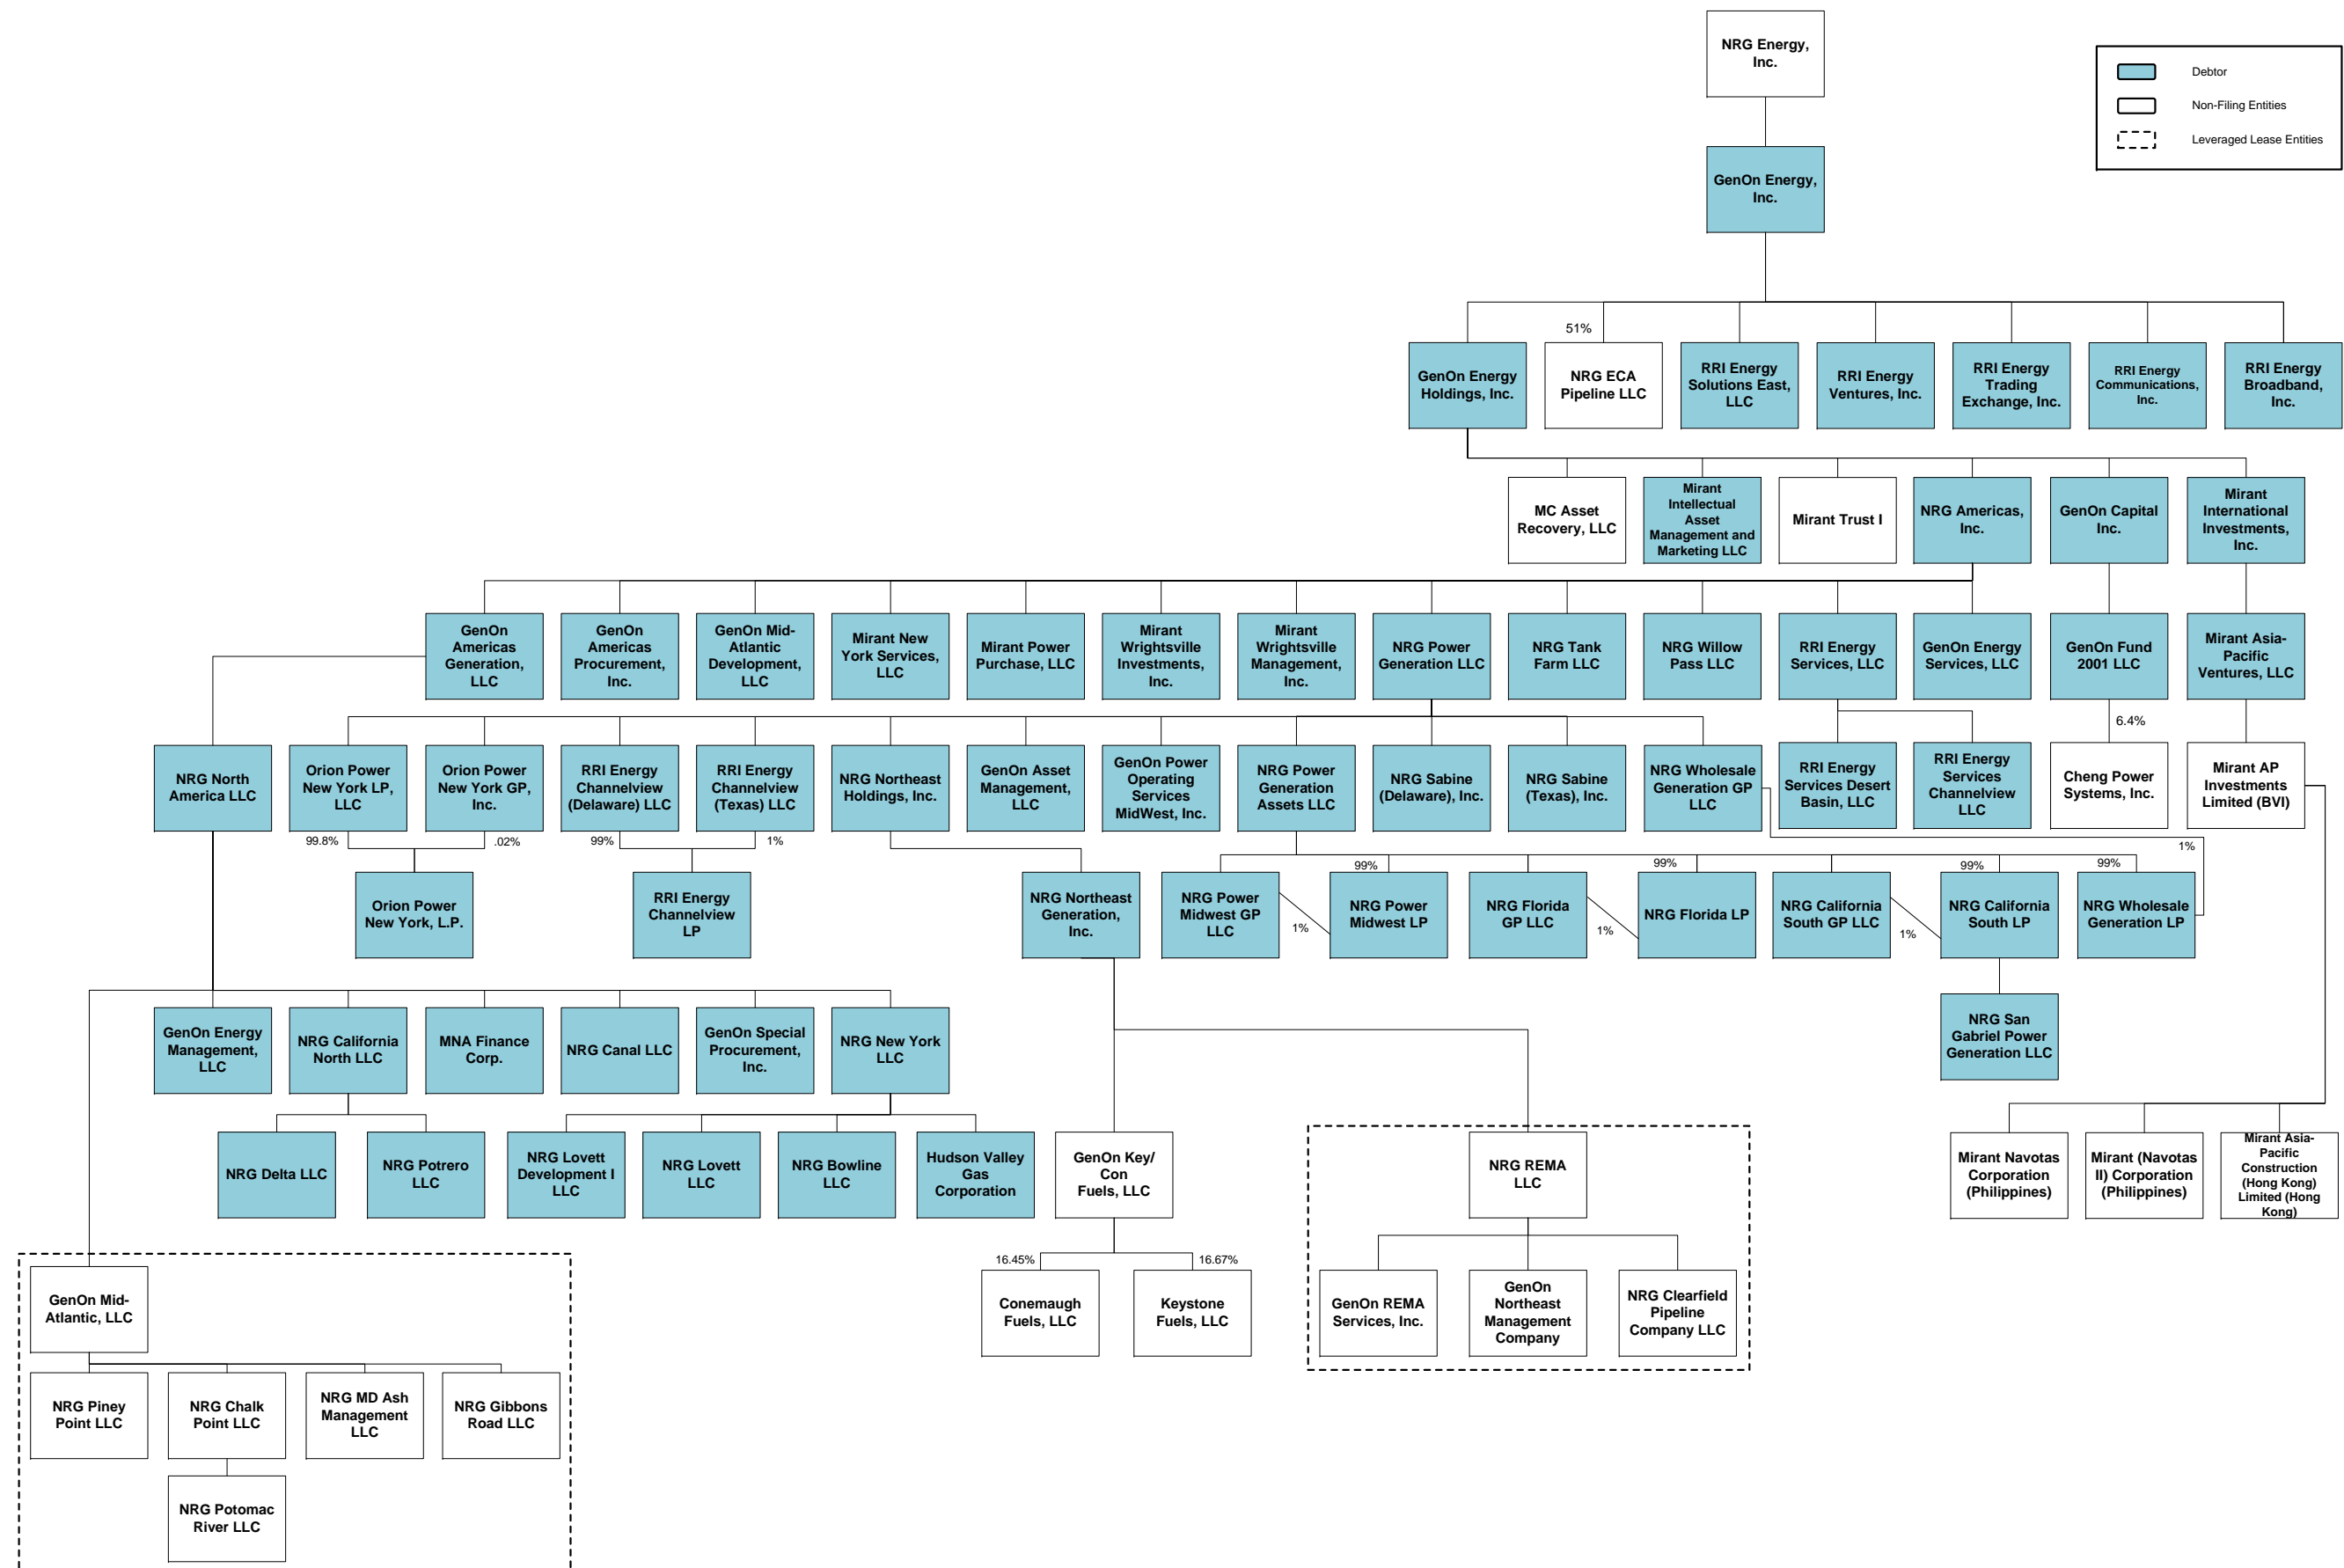 NRG Energy,
Inc.
Debtor
Non-Filing Entities
Leveraged Lease Entities
GenOn Energy,
Inc.
51%
GenOn Energy
Holdings, Inc.
NRG ECA
Pipeline LLC
RRI Energy
Solutions East,
LLC
RRI Energy
Ventures, Inc.
RRI Energy
Trading
Exchange, Inc.
RRI Energy
Communications,
Inc.
RRI Energy
Broadband,
Inc.
MC Asset
Recovery, LLC
Mirant
Intellectual
Asset
Management and
Marketing LLC
Mirant Trust I
NRG Americas,
Inc.
GenOn Capital
Inc.
Mirant
International
Investments,
Inc.
GenOn
Americas
Generation,
LLC
GenOn
Americas
Procurement,
Inc.
GenOn Mid-
Atlantic
Development,
LLC
Mirant New
York Services,
LLC
Mirant Power
Purchase, LLC
Mirant
Wrightsville
Investments,
Inc.
Mirant
Wrightsville
Management,
Inc.
NRG Power
Generation LLC
NRG Tank
Farm LLC
NRG Willow
Pass LLC
RRI Energy
Services, LLC
GenOn Energy
Services, LLC
GenOn Fund
2001 LLC
Mirant Asia-
Pacific
Ventures, LLC
6.4%
NRG North
America LLC
Orion Power
New York LP,
LLC
Orion Power
New York GP,
Inc.
RRI Energy
Channelview
(Delaware) LLC
RRI Energy
Channelview
(Texas) LLC
NRG Northeast
Holdings, Inc.
GenOn Asset
Management,
LLC
GenOn Power
Operating
Services
MidWest, Inc.
NRG Power
Generation
Assets LLC
NRG Sabine
(Delaware), Inc.
NRG Sabine
(Texas), Inc.
NRG Wholesale
Generation GP
LLC
RRI Energy
Services Desert
Basin, LLC
RRI Energy
Services
Channelview
LLC
Cheng Power
Systems, Inc.
Mirant AP
Investments
Limited (BVI)
99.8%
.02%
99%
1%
1%
99%
99%
99%
99%
Orion Power
New York, L.P.
RRI Energy
Channelview
LP
NRG Northeast
Generation,
Inc.
NRG Power
Midwest GP
LLC
1%
NRG Power
Midwest LP
NRG Florida
GP LLC
1%
NRG Florida LP
NRG California
South GP LLC
1%
NRG California
South LP
NRG Wholesale
Generation LP
GenOn Energy
Management,
LLC
NRG California
North LLC
MNA Finance
Corp.
NRG Canal LLC
GenOn Special
Procurement,
Inc.
NRG New York
LLC
NRG San
Gabriel Power
Generation LLC
NRG Delta LLC
NRG Potrero
LLC
NRG Lovett
Development I
LLC
NRG Lovett
LLC
NRG Bowline
LLC
Hudson Valley
Gas
Corporation
GenOn Key/
Con
Fuels, LLC
NRG REMA
LLC
Mirant Navotas
Corporation
(Philippines)
Mirant (Navotas
II) Corporation
(Philippines)
Mirant Asia-
Pacific
Construction
(Hong Kong)
Limited (Hong
Kong)
16.45%
16.67%
GenOn Mid-
Atlantic, LLC
Conemaugh
Fuels, LLC
Keystone
Fuels, LLC
GenOn REMA
Services, Inc.
GenOn
Northeast
Management
Company
NRG Clearfield
Pipeline
Company LLC
NRG Piney
Point LLC
NRG Chalk
Point LLC
NRG MD Ash
Management
LLC
NRG Gibbons
Road LLC
NRG Potomac
River LLC